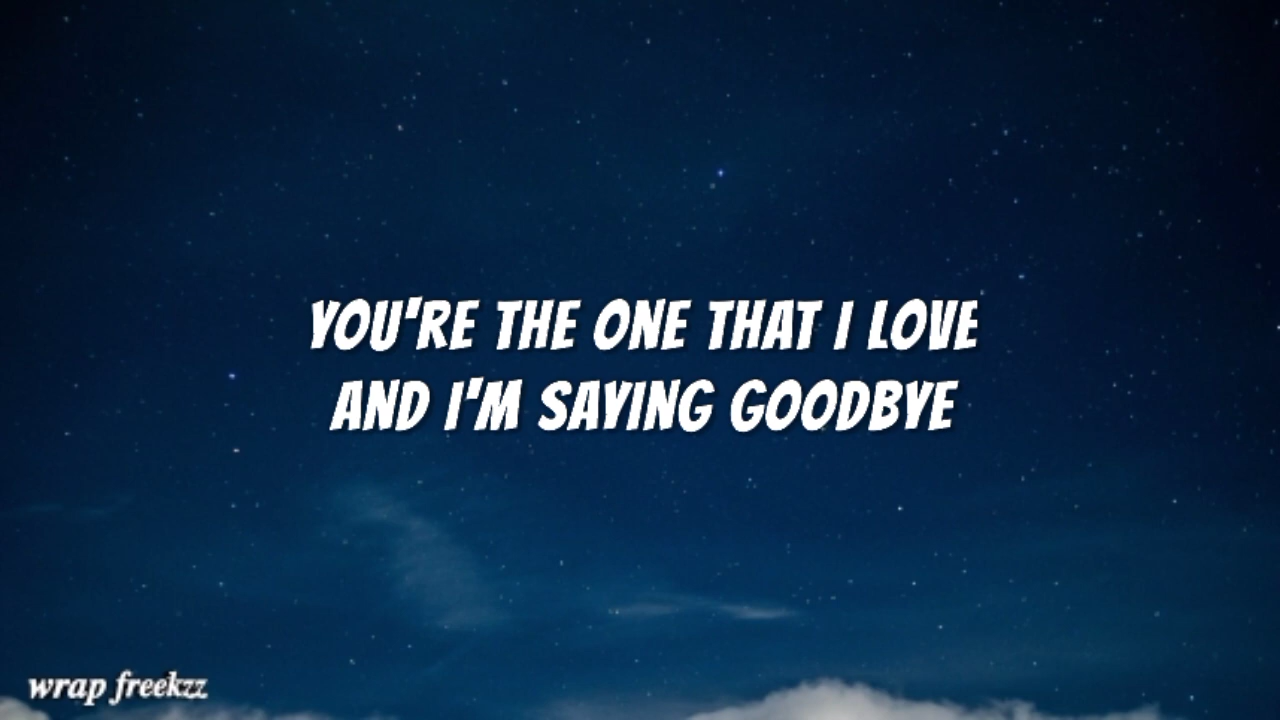 YOU'RE THE ONE THAT I LOVE
AND I'M SAYING GOODBYE
wrap freekzz